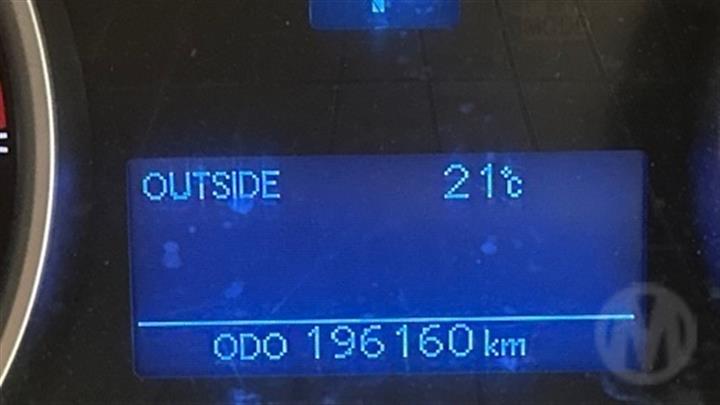 N
OUTSIDE 21°C
ODO 196160 km
M